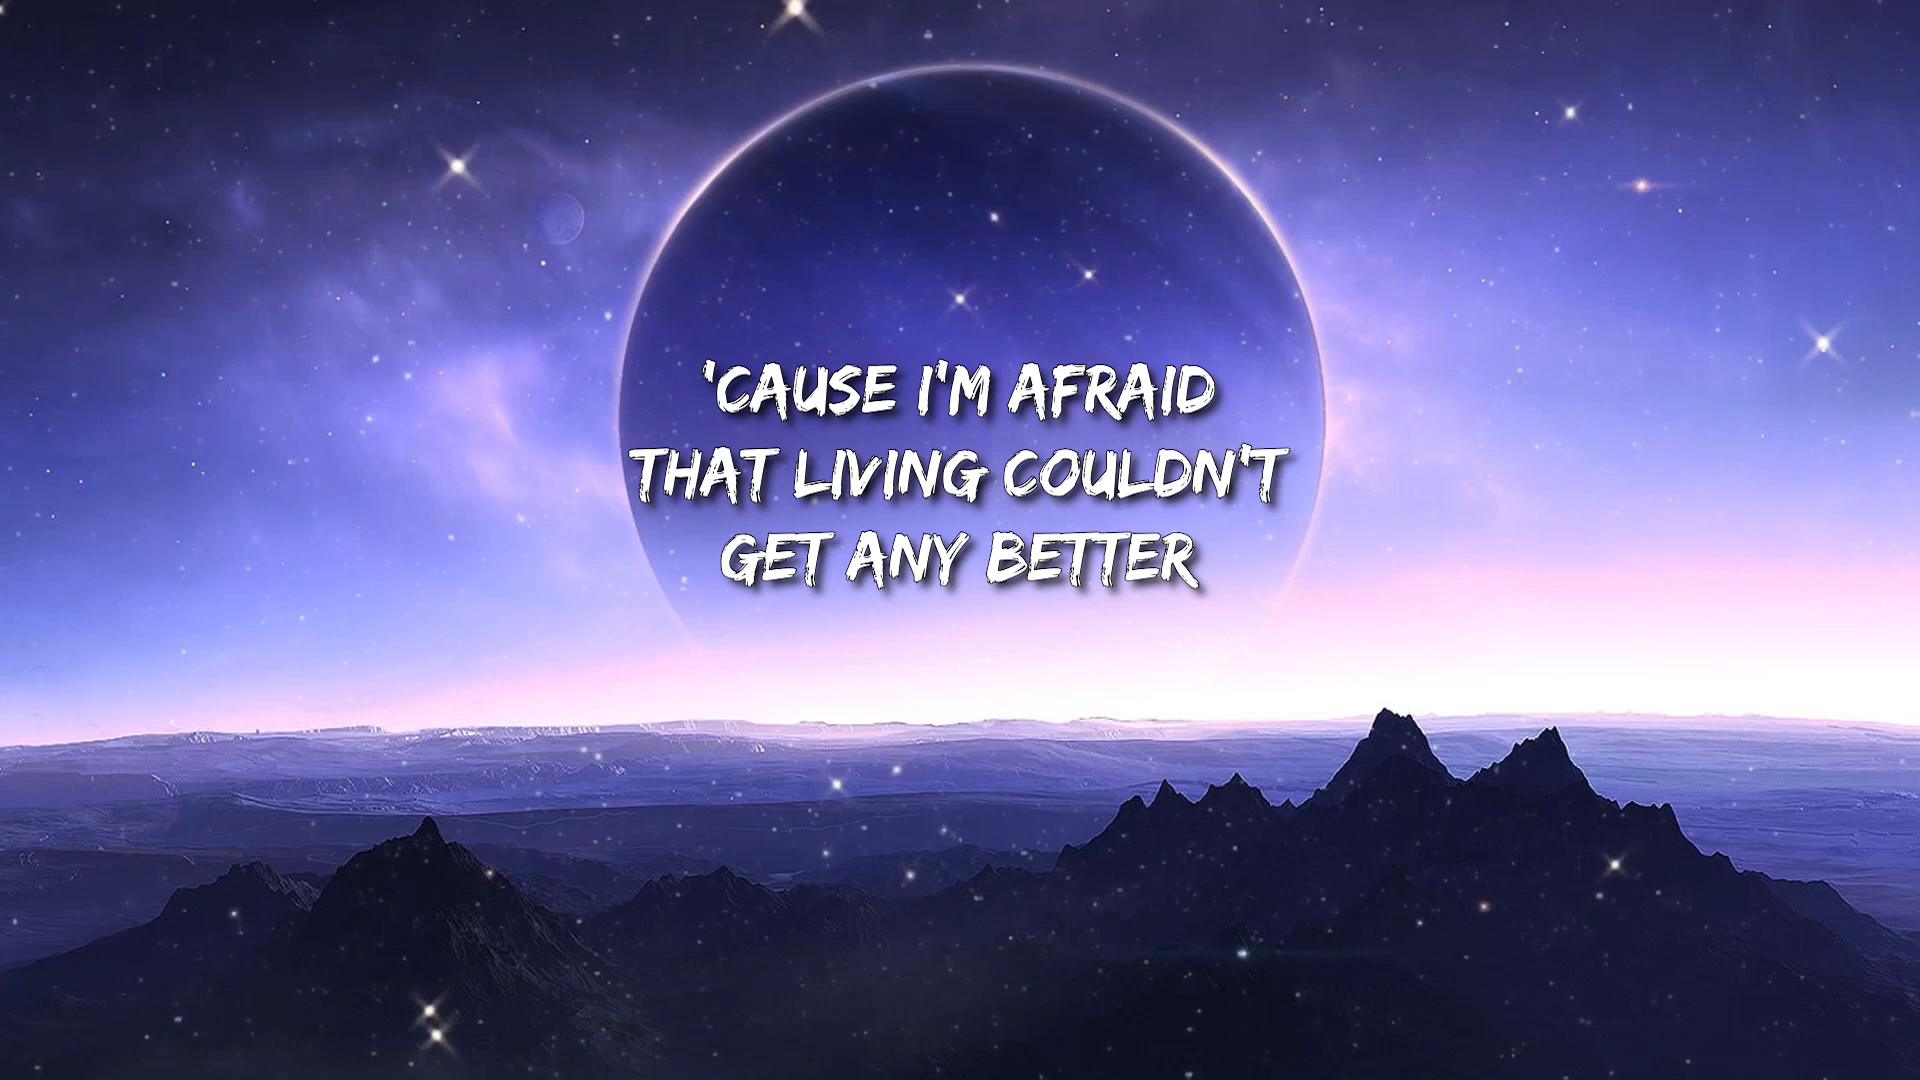 'CAUSE I'M AFRAID
THAT LIVING COULDN'T
GET ANY BETTER